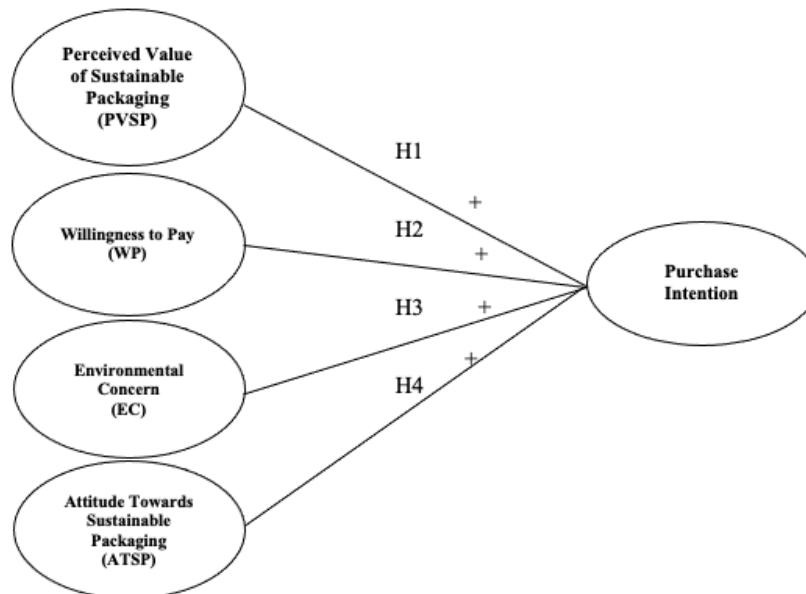 Perceived Value
of Sustainable
Packaging
(PVSP)
H1
+
Willingness to Pay
(WP)
H2
+
Purchase
Intention
Environmental
Concern
(EC)
H3
+
Attitude Towards
Sustainable
Packaging
(ATSP)
H4
+